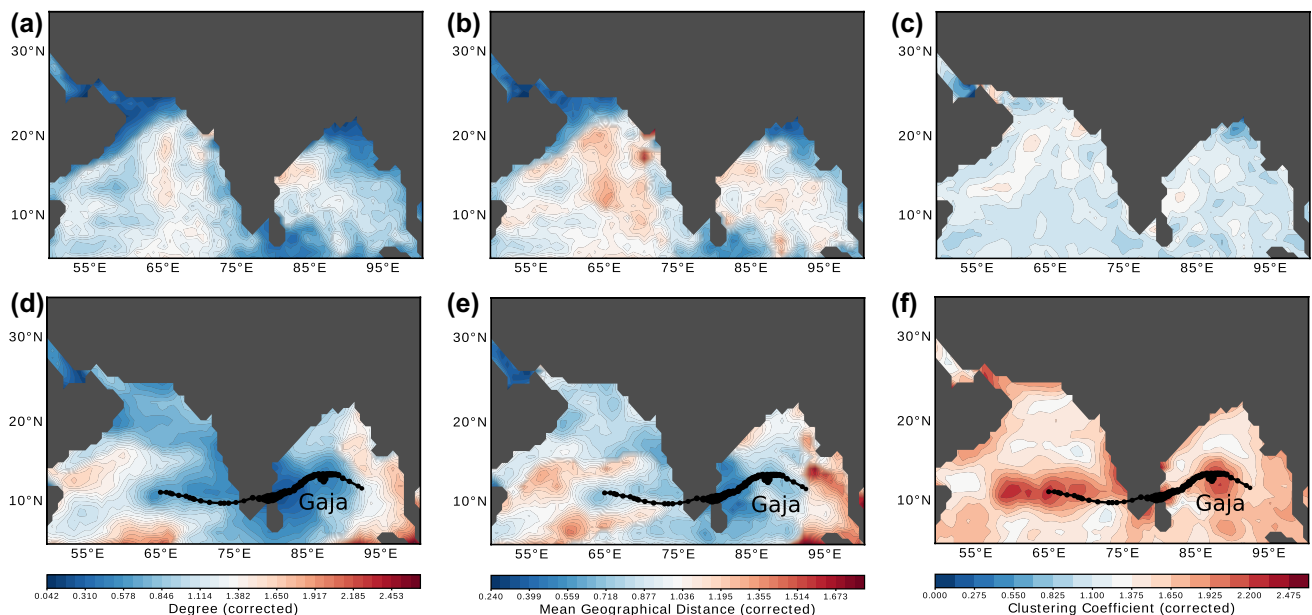 (a) (b) (c)
30°N 30°N 30°N
20°N 20°N 20°N
10°N 10°N 10°N
55°E 65°E 75°E 85°E 95°E 55°E 65°E 75°E 85°E 95°E 55°E 65°E 75°E 85°E 95°E
(d) (e) (f)
30°N 30°N 30°N
20°N 20°N 20°N
10°N 10°N 10°N
Gaja Gaja Gaja
55°E 65°E 75°E 85°E 95°E 55°E 65°E 75°E 85°E 95°E 55°E 65°E 75°E 85°E 95°E
0.042 0.310 0.578 0.846 1.114 1.382 1.650 1.917 2.185 2.453 0.240 0.399 0.559 0.718 0.877 1.036 1.195 1.355 1.514 1.673 0.000 0.275 0.550 0.825 1.100 1.375 1.650 1.925 2.200 2.475
Degree (corrected) Mean Geographical Distance (corrected) Clustering Coefficient (corrected)